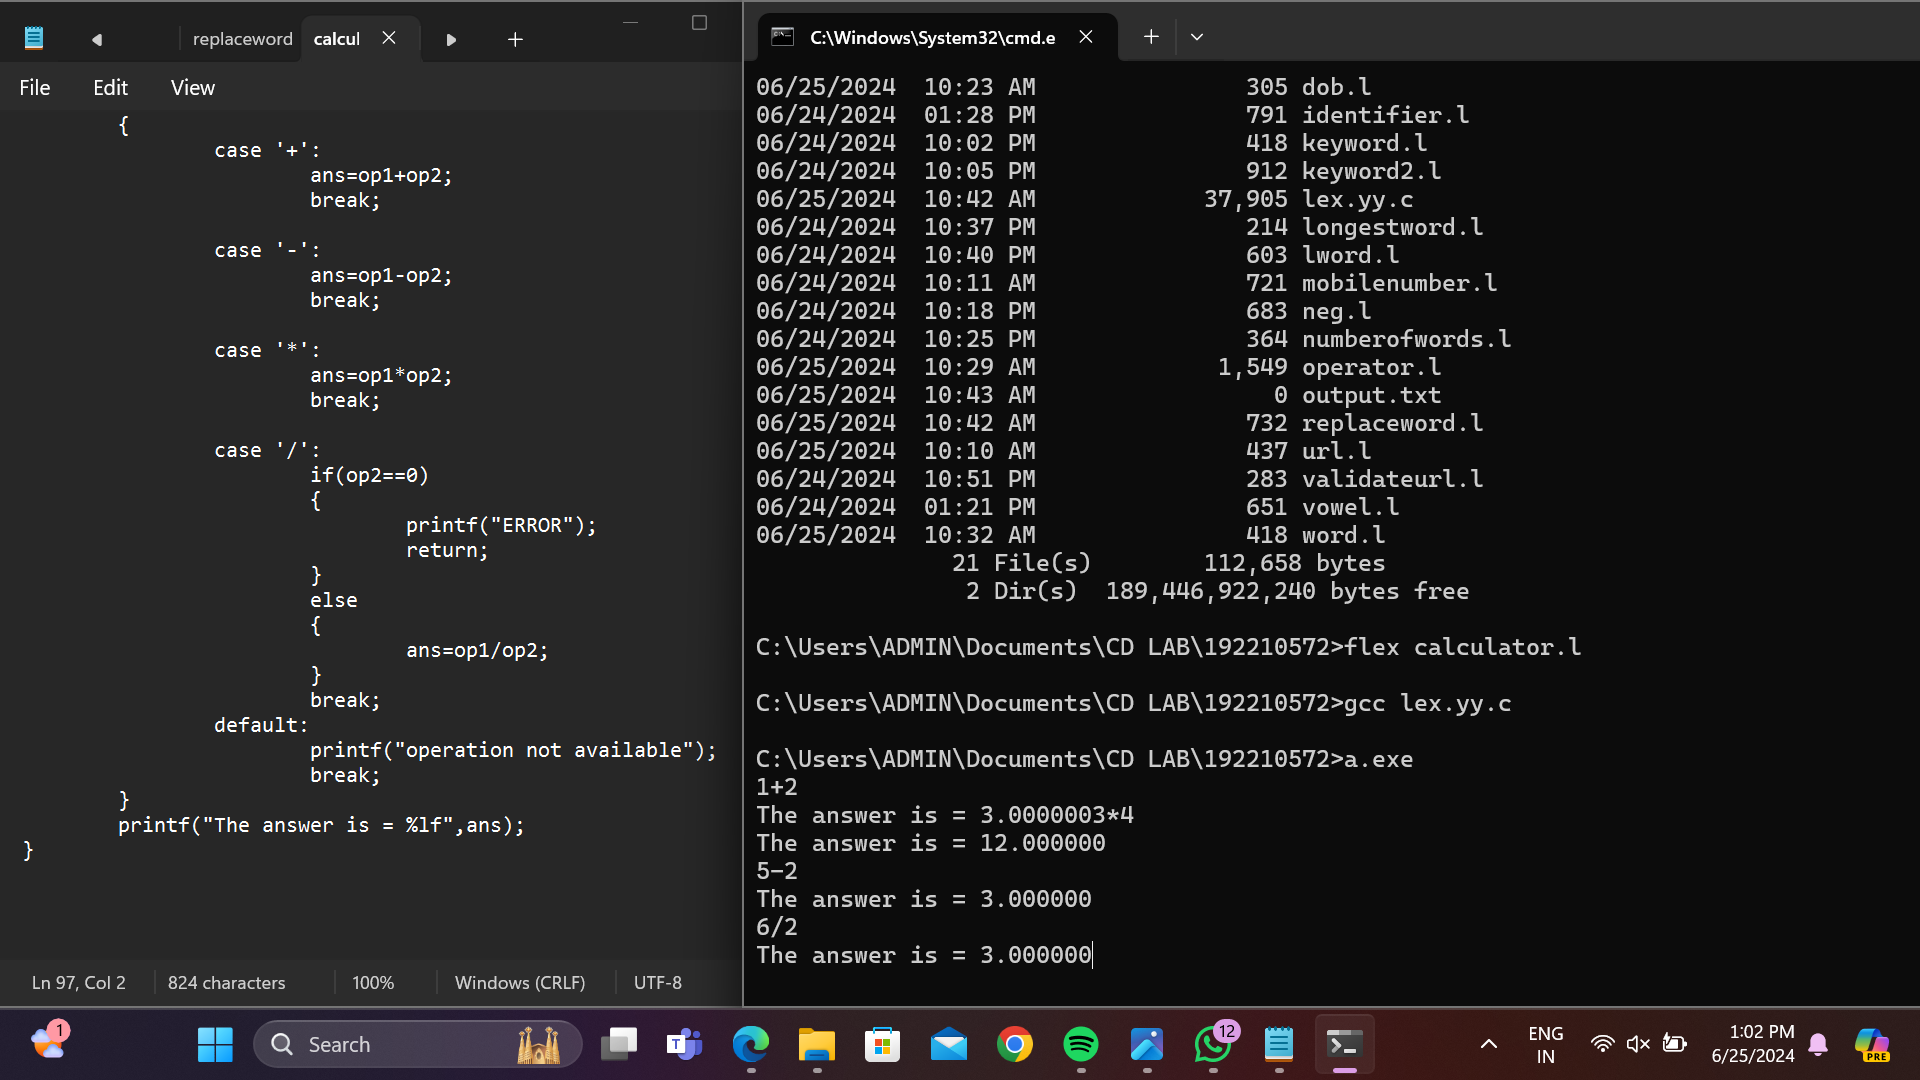 replaceword
calcul
File
Edit
View
{
case '+':
ans=op1+op2;
break;
case '-':
ans=op1-op2;
break;
case '*':
ans=op1*op2;
break;
case '/':
if(op2==0)
{
printf("ERROR");
return;
}
else
{
ans=op1/op2;
}
break;
default:
printf("operation not available");
break;
}
printf("The answer is = %lf",ans);
}
Ln 97, Col 2
824 characters
100%
Windows (CRLF)
UTF-8
C:\Windows\System32\cmd.e
06/25/2024  10:23 AM               305 dob.l
06/24/2024  01:28 PM               791 identifier.l
06/24/2024  10:02 PM               418 keyword.l
06/24/2024  10:05 PM               912 keyword2.l
06/25/2024  10:42 AM            37,905 lex.yy.c
06/24/2024  10:37 PM               214 longestword.l
06/24/2024  10:40 PM               603 lword.l
06/24/2024  10:11 AM               721 mobilenumber.l
06/24/2024  10:18 PM               683 neg.l
06/24/2024  10:25 PM               364 numberofwords.l
06/25/2024  10:29 AM             1,549 operator.l
06/25/2024  10:43 AM                 0 output.txt
06/25/2024  10:42 AM               732 replaceword.l
06/25/2024  10:10 AM               437 url.l
06/24/2024  10:51 PM               283 validateurl.l
06/24/2024  01:21 PM               651 vowel.l
06/25/2024  10:32 AM               418 word.l
21 File(s)        112,658 bytes
2 Dir(s)  189,446,922,240 bytes free
C:\Users\ADMIN\Documents\CD LAB\192210572>flex calculator.l
C:\Users\ADMIN\Documents\CD LAB\192210572>gcc lex.yy.c
C:\Users\ADMIN\Documents\CD LAB\192210572>a.exe
1+2
The answer is = 3.0000003*4
The answer is = 12.000000
5-2
The answer is = 3.000000
6/2
The answer is = 3.000000
1
Search
T
12
ENG
IN
1:02 PM
6/25/2024
PRE